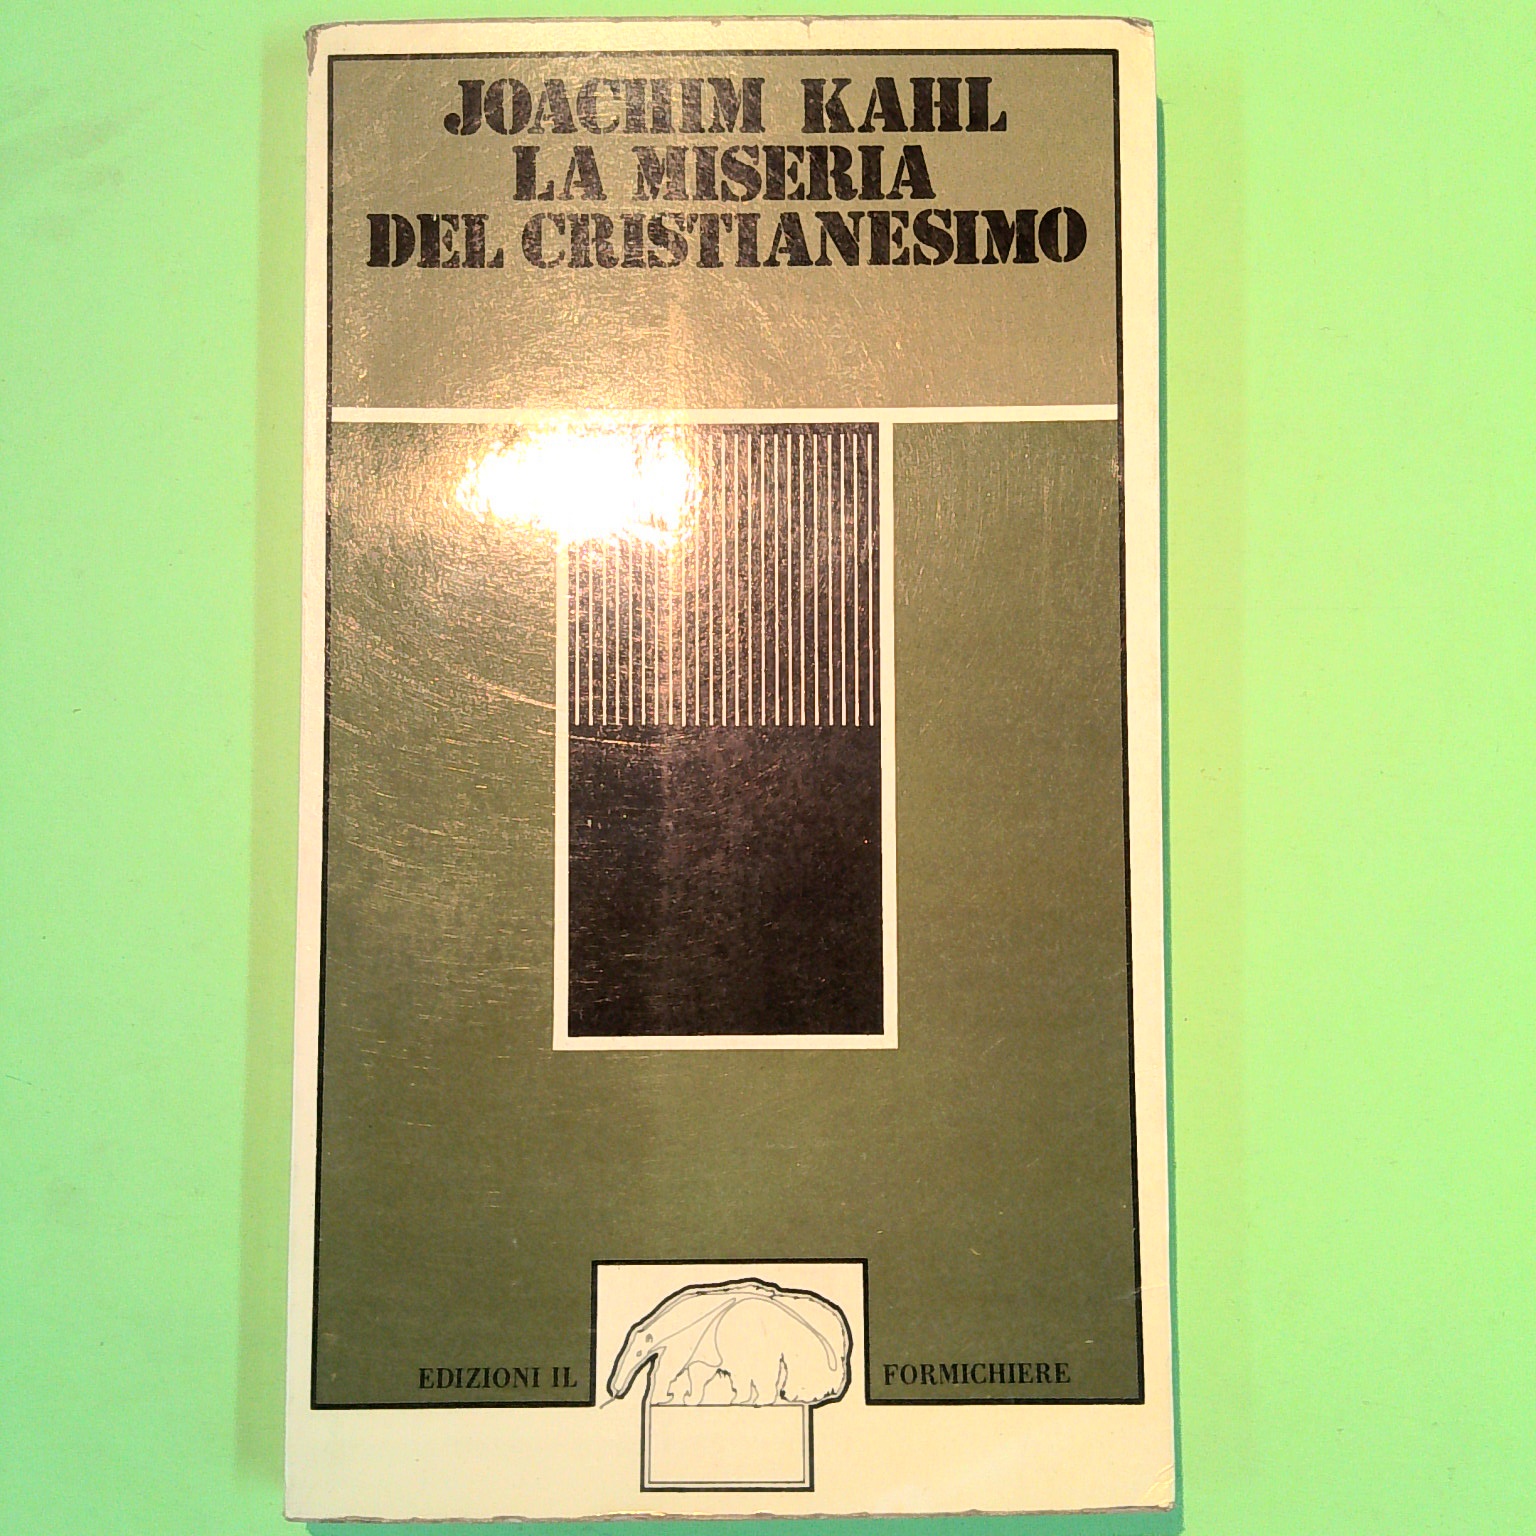 JOACHIM KAHL
LA MISERIA
DEL CRISTIANESIMO
EDIZIONI IL FORMICHIERE